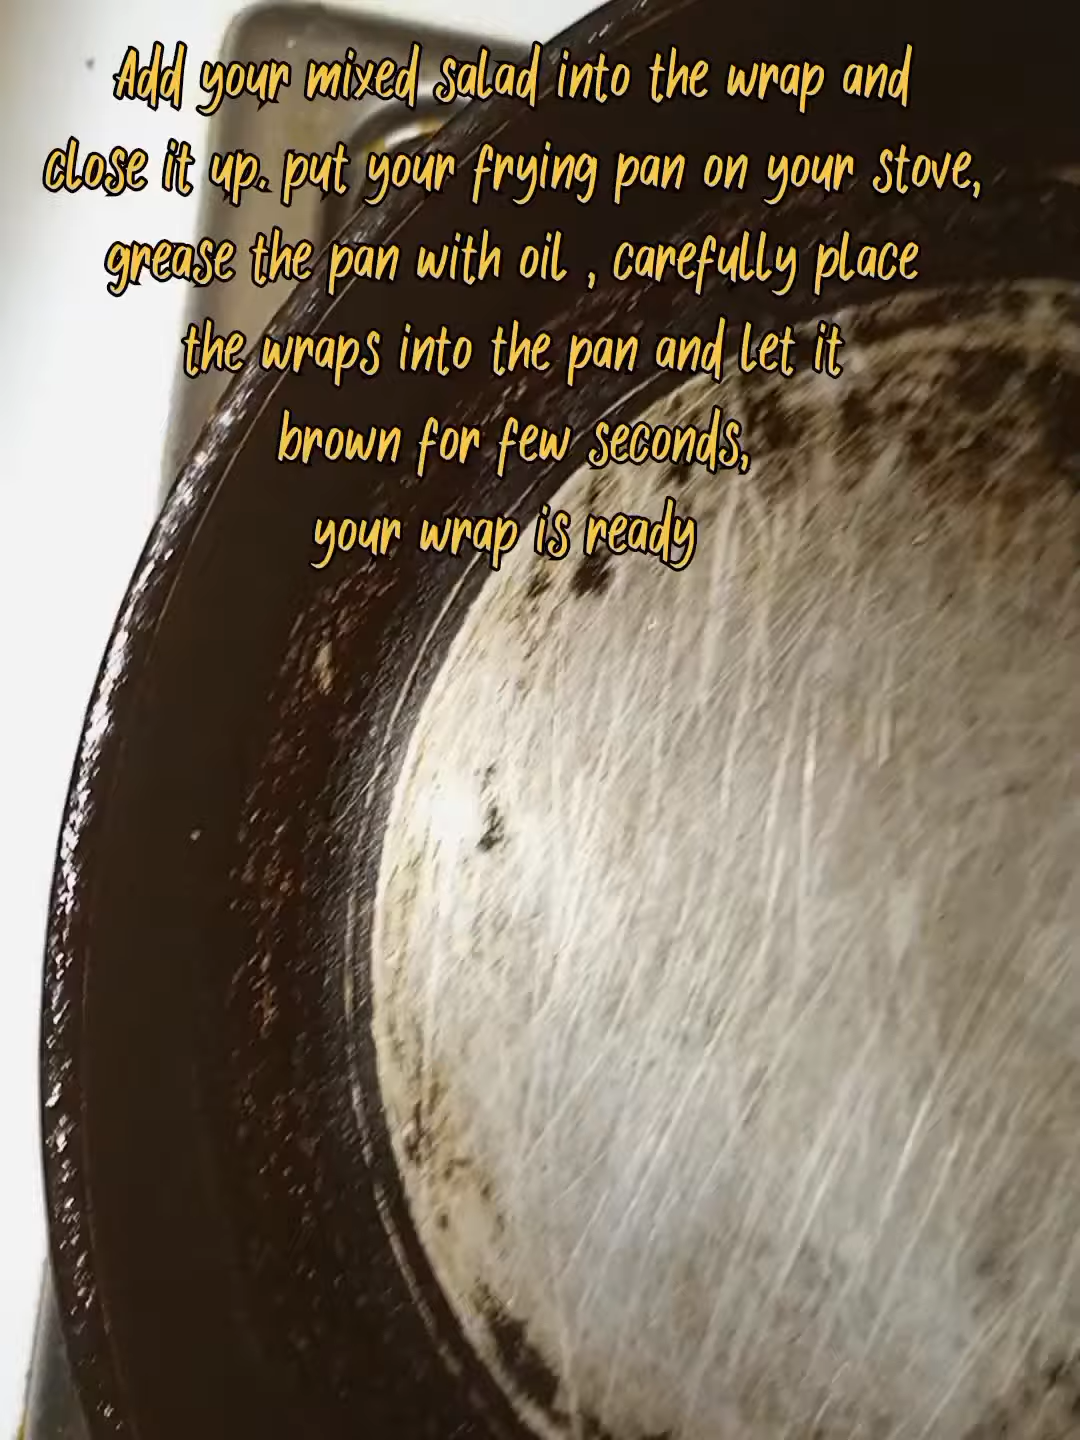 Add your mixed salad into the wrap and
close it up. put your frying pan on your stove,
grease the pan with oil , carefully place
the wraps into the pan and let it
brown for few seconds,
your wrap is ready